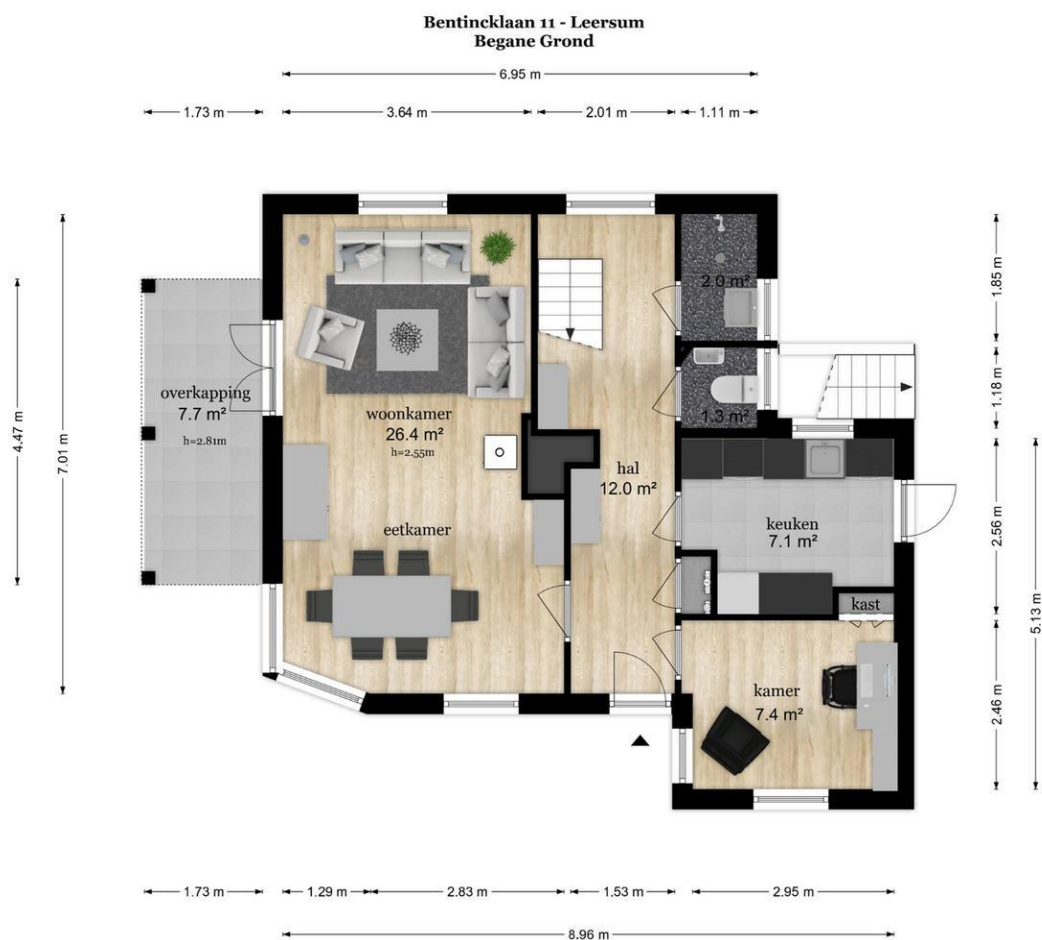 Bentincklaan 11 - Leersum
Begane Grond
6.95 m
1.73 m
3.64 m
2.01 m
1.11 m
4.47 m
7.01 m
overkapping
7.7 m²
h=2.81m
woonkamer
26.4 m²
h=2.55m
eetkamer
hal
12.0 m²
2.0 m²
1.3 m²
keuken
7.1 m²
kast
kamer
7.4 m²
1.85 m
1.18 m
2.56 m
2.46 m
5.13 m
1.73 m
1.29 m
2.83 m
1.53 m
2.95 m
8.96 m